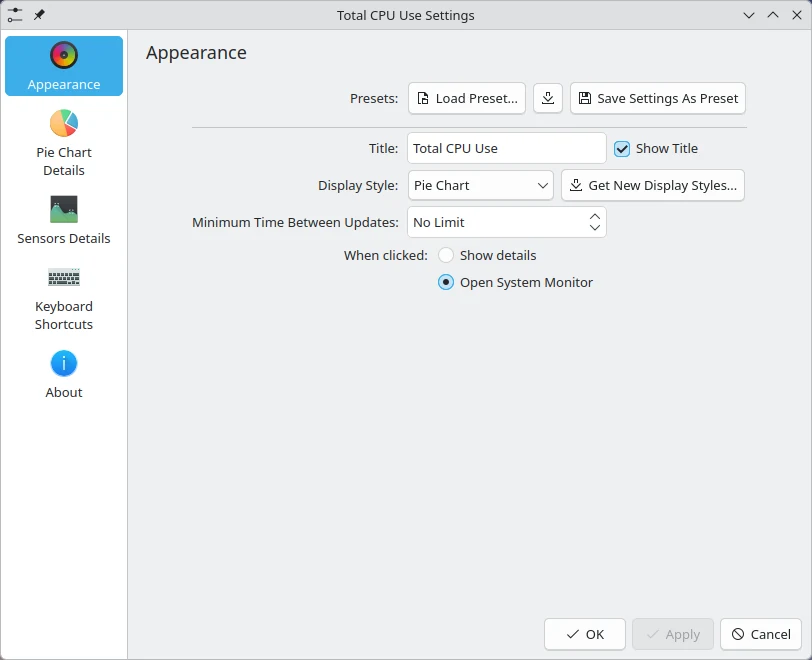 Total CPU Use Settings
Appearance
Pie Chart
Details
Sensors Details
Keyboard
Shortcuts
About
Appearance
Presets: Load Preset... Save Settings As Preset
Title: Total CPU Use Show Title
Display Style: Pie Chart Get New Display Styles...
Minimum Time Between Updates: No Limit
When clicked: Show details
Open System Monitor
OK Apply Cancel